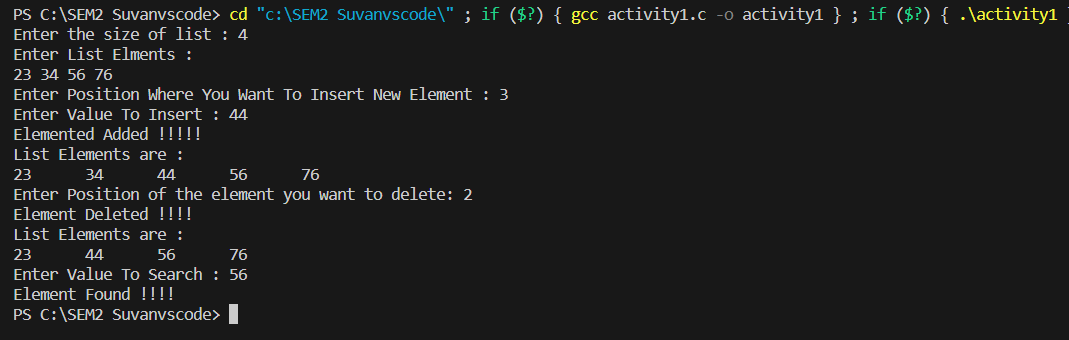 PS C:\SEM2 Suvanvscode> cd "c:\SEM2 Suvanvscode\" ; if ($?) { gcc activity1.c -o activity1 } ; if ($?) { .\activity1 }
Enter the size of list : 4
Enter List Elments :
23 34 56 76
Enter Position Where You Want To Insert New Element : 3
Enter Value To Insert : 44
Elemented Added !!!!!
List Elements are :
23 34 44 56 76
Enter Position of the element you want to delete: 2
Element Deleted !!!!
List Elements are :
23 44 56 76
Enter Value To Search : 56
Element Found !!!!
PS C:\SEM2 Suvanvscode>